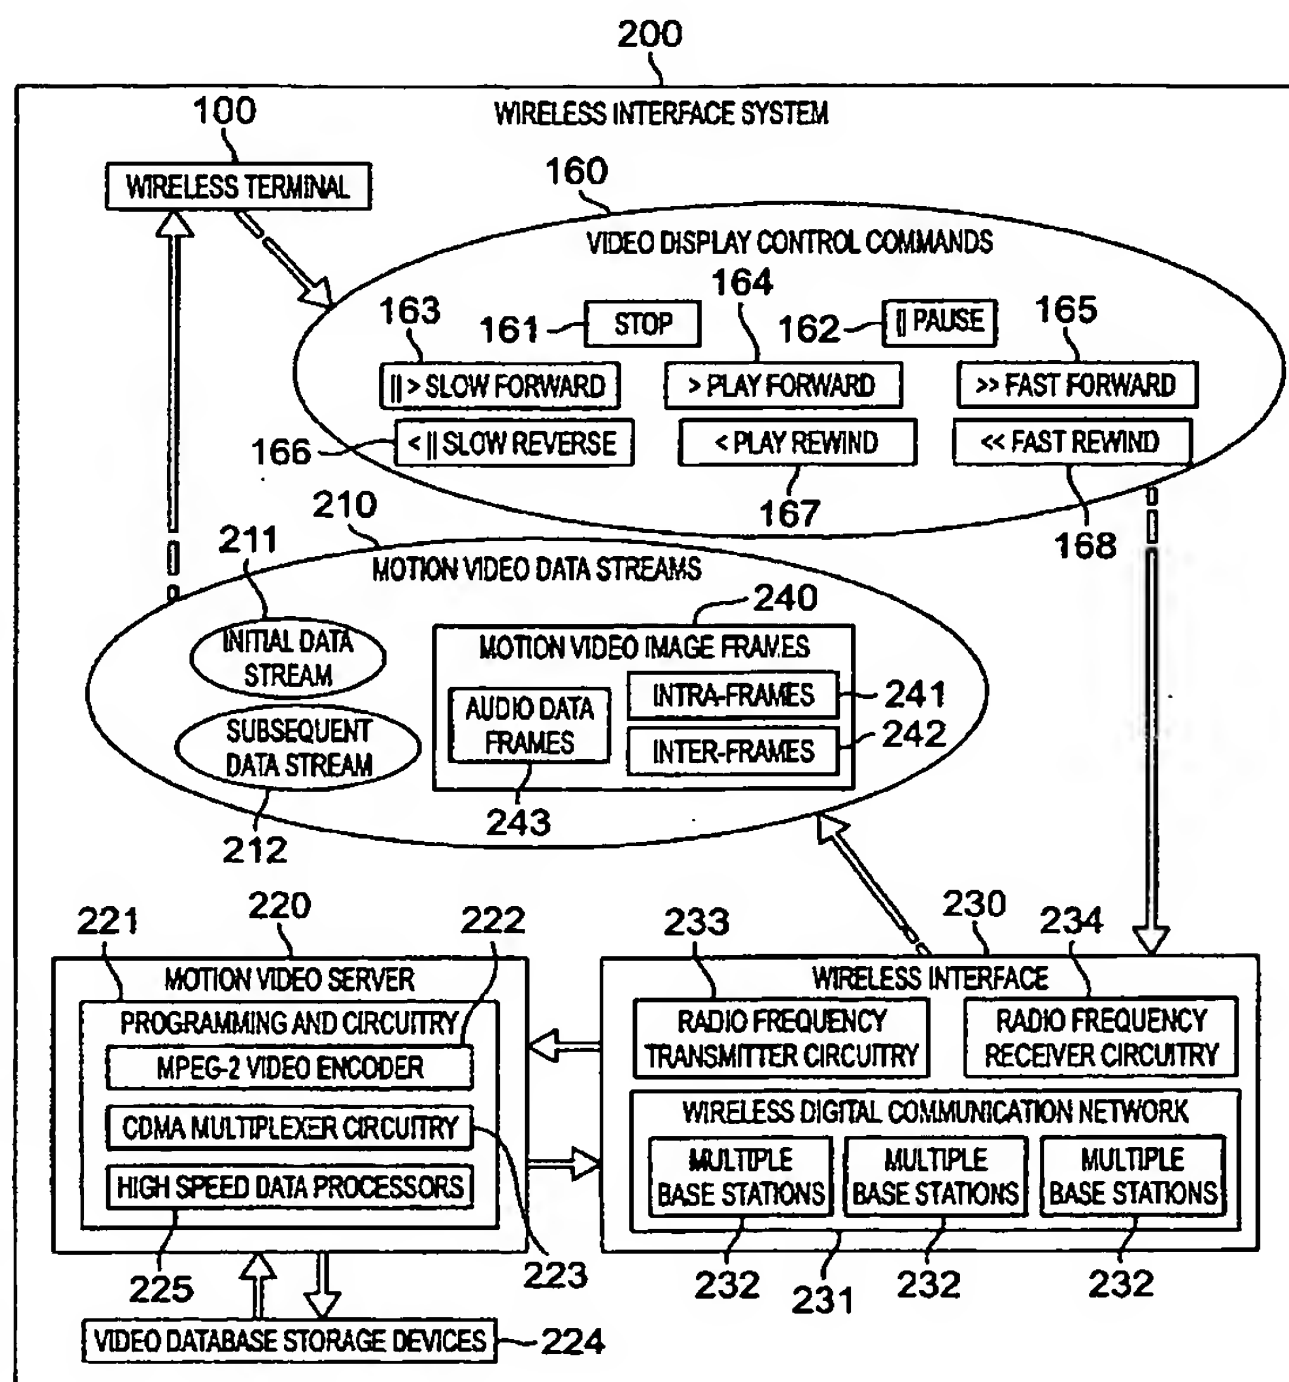 200
WIRELESS INTERFACE SYSTEM
100
WIRELESS TERMINAL
160
VIDEO DISPLAY CONTROL COMMANDS
163
161
STOP
164
162
|| PAUSE
165
|| > SLOW FORWARD
> PLAY FORWARD
>> FAST FORWARD
166
< || SLOW REVERSE
< PLAY REWIND
<< FAST REWIND
167
168
210
211
MOTION VIDEO DATA STREAMS
240
INITIAL DATA
STREAM
SUBSEQUENT
DATA STREAM
212
MOTION VIDEO IMAGE FRAMES
AUDIO DATA
FRAMES
243
INTRA-FRAMES
241
INTER-FRAMES
242
221
220
222
MOTION VIDEO SERVER
PROGRAMMING AND CIRCUITRY
MPEG-2 VIDEO ENCODER
CDMA MULTIPLEXER CIRCUITRY
HIGH SPEED DATA PROCESSORS
225
223
VIDEO DATABASE STORAGE DEVICES
224
233
230
234
WIRELESS INTERFACE
RADIO FREQUENCY
TRANSMITTER CIRCUITRY
RADIO FREQUENCY
RECEIVER CIRCUITRY
WIRELESS DIGITAL COMMUNICATION NETWORK
MULTIPLE
BASE STATIONS
MULTIPLE
BASE STATIONS
MULTIPLE
BASE STATIONS
232
231
232
232